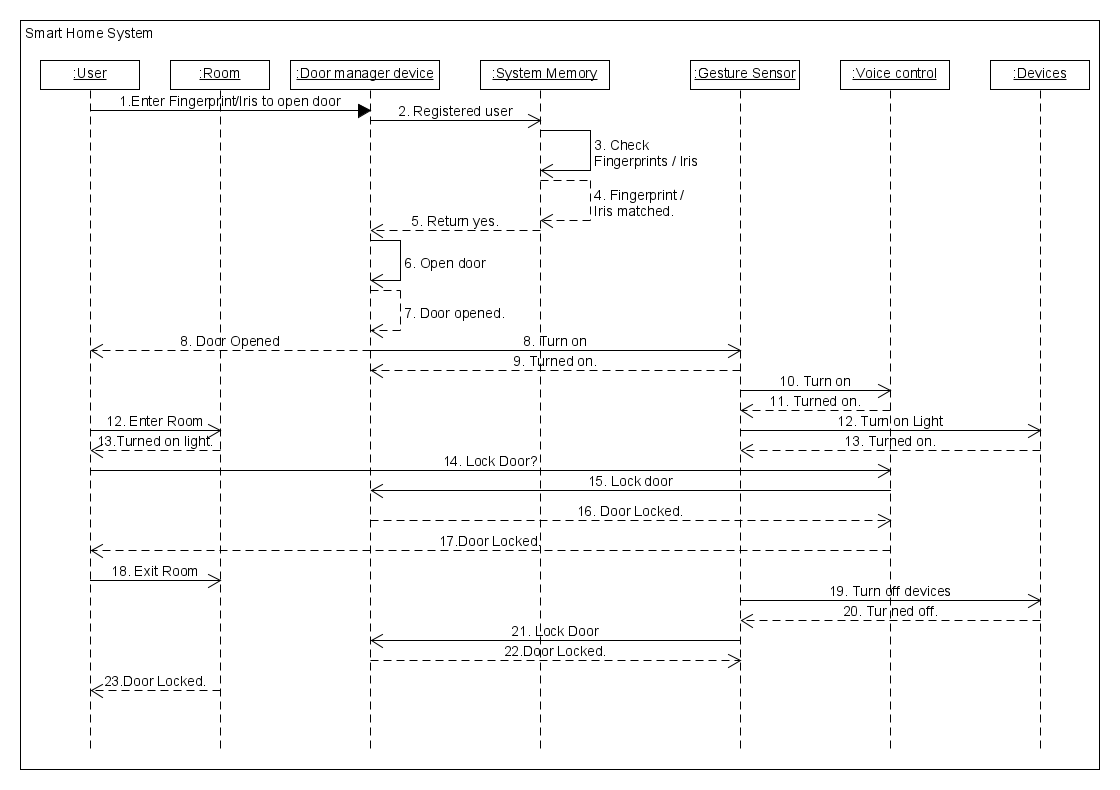 Smart Home System
:User
:Room
:Door manager device
:System Memory
:Gesture Sensor
:Voice control
:Devices
1.Enter Fingerprint/Iris to open door
2. Registered user
3. Check
Fingerprints / Iris
4. Fingerprint /
Iris matched.
5. Return yes.
6. Open door
7. Door opened.
8. Door Opened
8. Turn on
9. Turned on.
10. Turn on
11. Turned on.
12. Enter Room
12. Turn on Light
13.Turned on light.
13. Turned on.
14. Lock Door?
15. Lock door
16. Door Locked.
17.Door Locked
18. Exit Room
19. Turn off devices
20. Turned off.
21. Lock Door
22.Door Locked.
23.Door Locked.